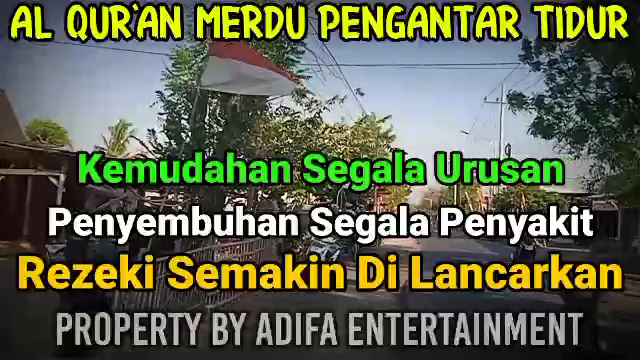 AL QUR'AN MERDU PENGANTAR TIDUR
Kemudahan Segala Urusan
Penyembuhan Segala Penyakit
Rezeki Semakin Di Lancarkan
PROPERTY BY ADIFA ENTERTAINMENT